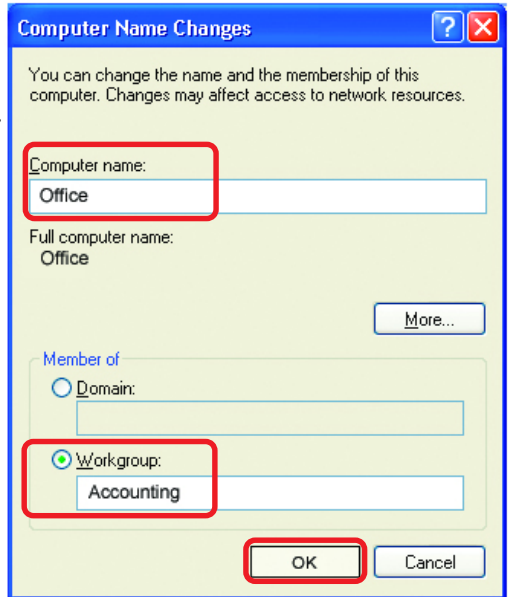 Computer Name Changes
You can change the name and the membership of this
computer. Changes may affect access to network resources.
Computer name:
Office
Full computer name:
Office
More...
Member of
Domain:
Workgroup:
Accounting
OK Cancel